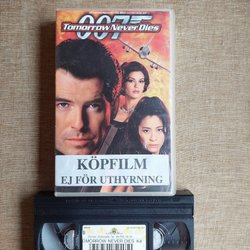 007
Tomorrow Never Dies
KÖPFILM
EJ FÖR UTHYRNING
TOMORROW NEVER DIES